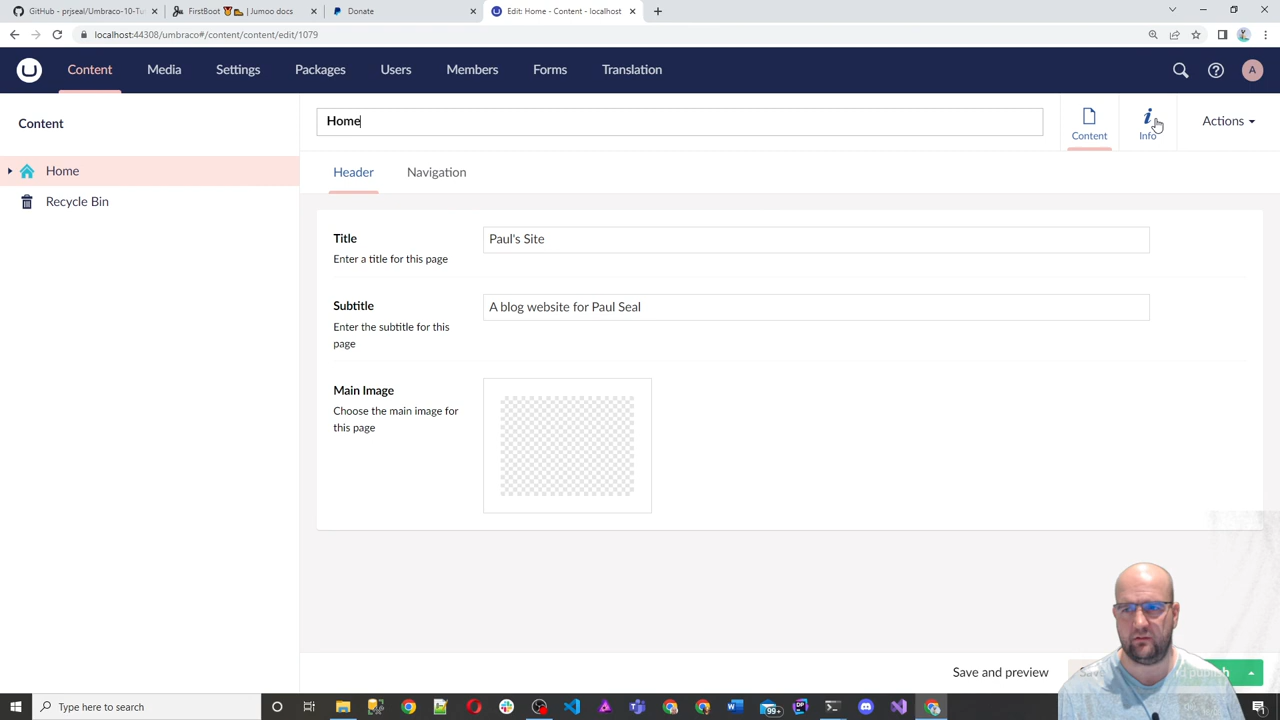 GitHub - prjseal/Umbraco-10-Tu
FirstBoot 🥇💪 | Jumoo docs
Donate
Edit: Home - Content - localhost
localhost:44308/umbraco#/content/content/edit/1079
Content
Media
Settings
Packages
Users
Members
Forms
Translation
A
Content
Home
Content
Info
Actions
Home
Recycle Bin
Header
Navigation
Title
Enter a title for this page
Paul's Site
Subtitle
Enter the subtitle for this
page
A blog website for Paul Seal
Main Image
Choose the main image for
this page
Save and preview
publish
Type here to search
99+